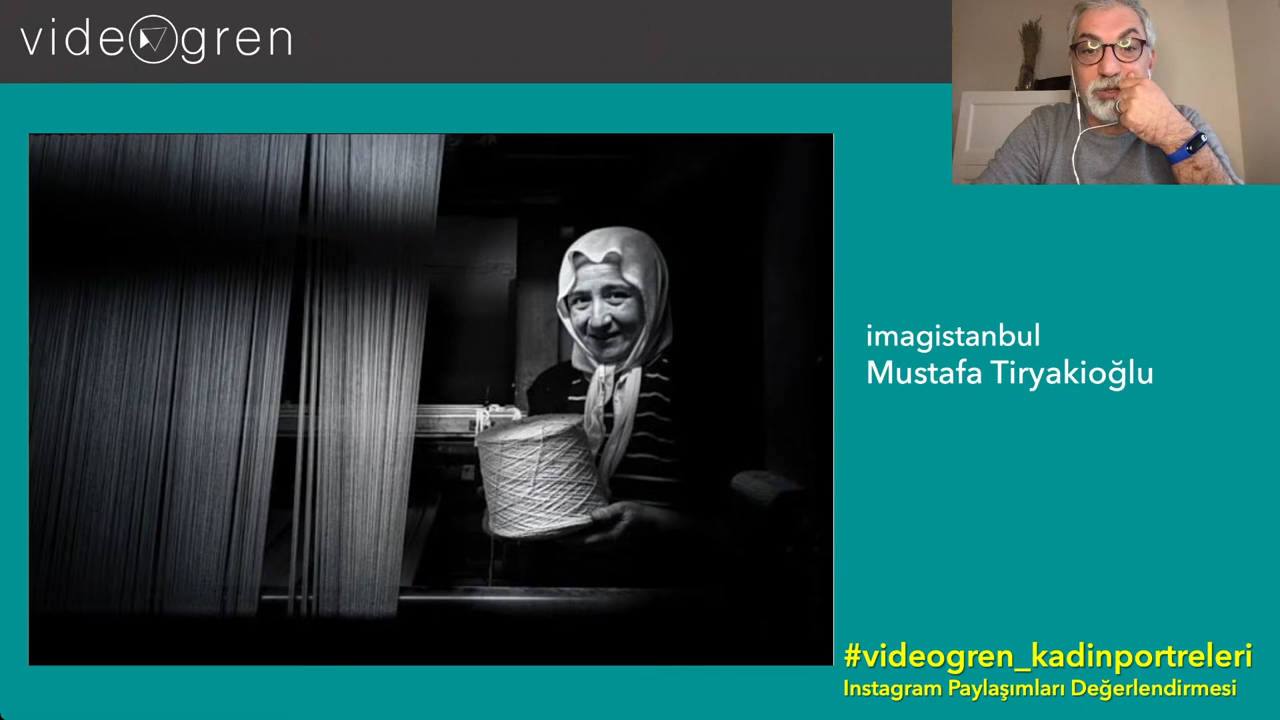 videogren
imagistanbul
Mustafa Tiryakioğlu
#videogren_kadinportreleri
Instagram Paylaşımları Değerlendirmesi